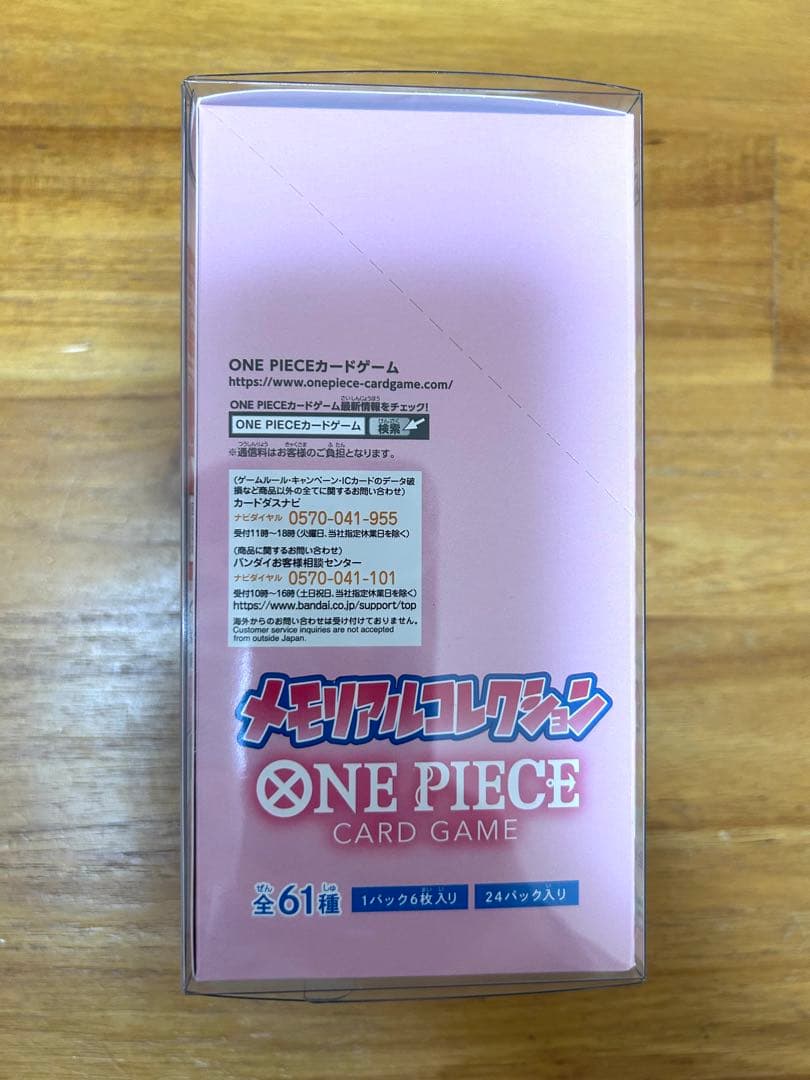 ONE PIECEカードゲーム
https://www.onepiece-cardgame.com/
ONE PIECEカードゲーム最新情報をチェック!
ONE PIECEカードゲーム 検索
※通信料はお客様のご負担となります。
(ゲームルール・キャンペーン・ICカードのデータ破
損など商品以外の全てに関するお問い合わせ)
カードダスナビ
ナビダイヤル 0570-041-955
受付11時~18時(火曜日、当社指定休業日を除く)
(商品に関するお問い合わせ)
バンダイお客様相談センター
ナビダイヤル 0570-041-101
受付10時~16時(土日祝日、当社指定休業日を除く)
https://www.bandai.co.jp/support/top
海外からのお問い合わせは受け付けておりません。
Customer service inquiries are not accepted
from outside Japan.
メモリアルコレクション
ONE PIECE
CARD GAME
全61種 1パック6枚入り 24パック入り